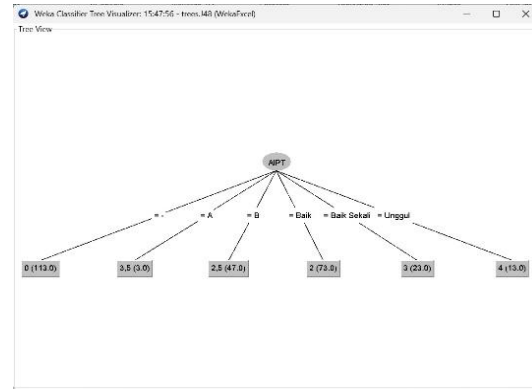 Weka Classifier Tree Visualizer: 15:47:56 - trees.J48 (WekaExcel)
Tree View
AIPT
= - = A = B = Baik = Baik Sekali = Unggul
0 (113.0) 3,5 (3.0) 2,5 (47.0) 2 (73.0) 3 (23.0) 4 (13.0)